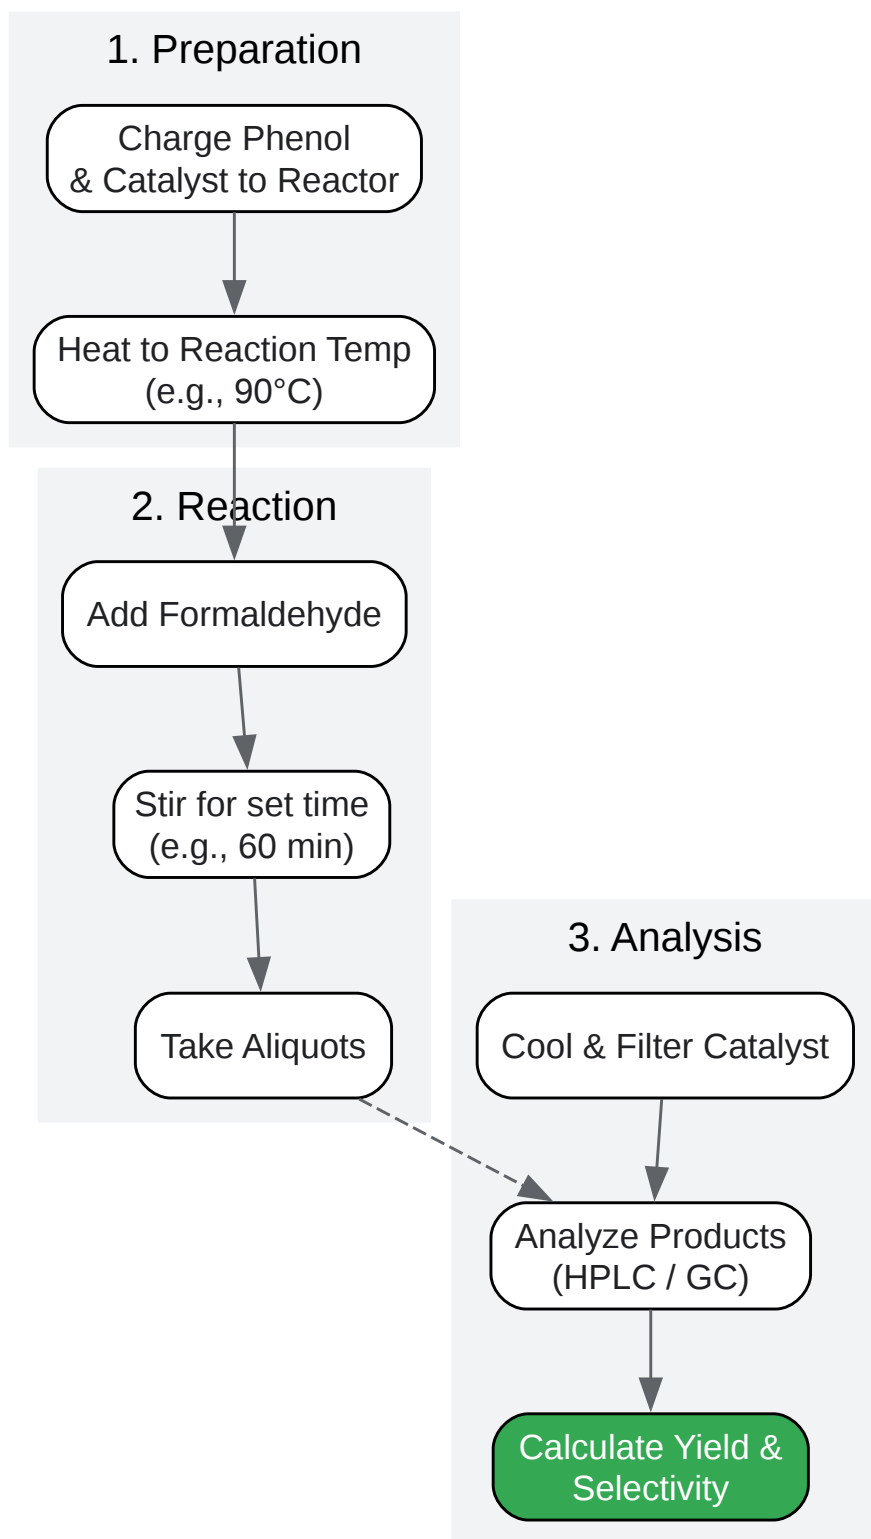 1. Preparation
Charge Phenol
& Catalyst to Reactor
Heat to Reaction Temp
(e.g., 90°C)
2. Reaction
Add Formaldehyde
Stir for set time
(e.g., 60 min)
Take Aliquots
3. Analysis
Cool & Filter Catalyst
Analyze Products
(HPLC / GC)
Calculate Yield &
Selectivity